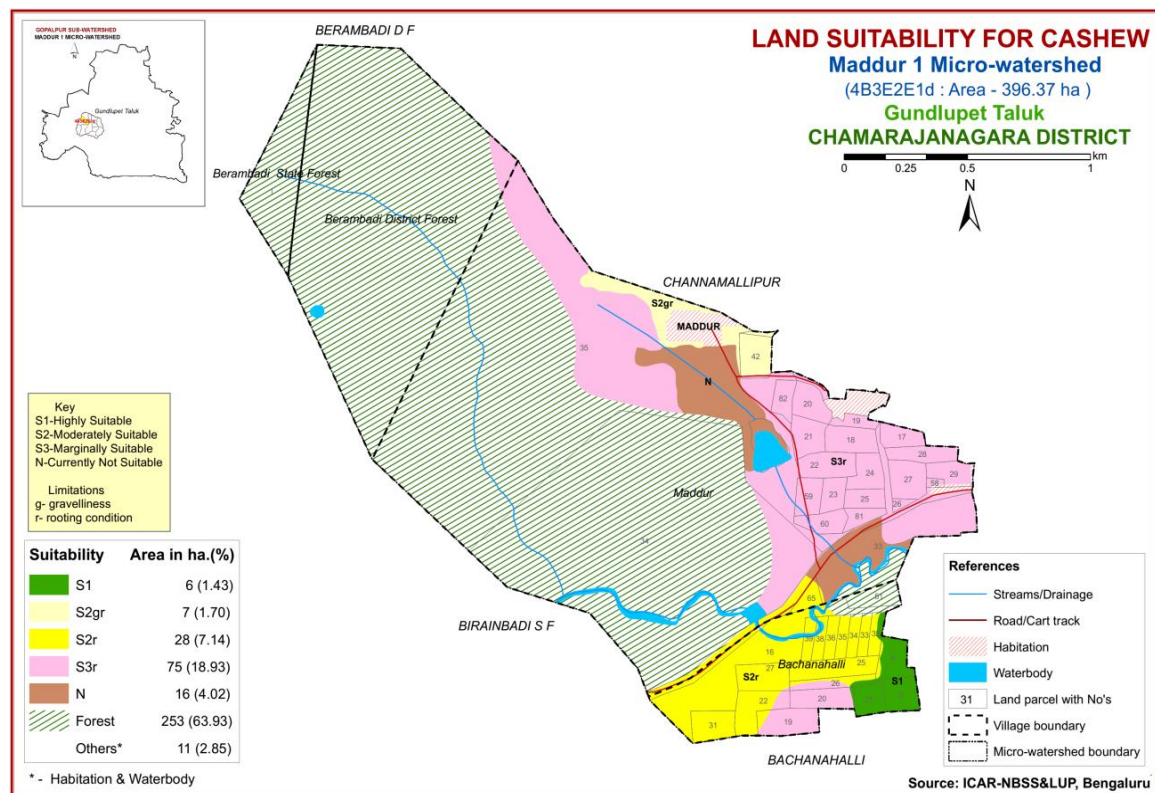 GOPALPUR SUB-WATERSHED
MADDUR 1 MICRO-WATERSHED
N
Gundlupet Taluk
LAND SUITABILITY FOR CASHEW
Maddur 1 Micro-watershed
(4B3E2E1d : Area - 396.37 ha )
Gundlupet Taluk
CHAMARAJANAGARA DISTRICT
km
0 0.25 0.5 1
N
BERAMBADI D F
Berambadi State Forest
Berambadi District Forest
CHANNAMALLIPUR
S2gr
MADDUR
35
42
N
82
20
19
21
18
17
28
22
S3r
24
29
27
58
59
23
25
26
60
81
Maddur
34
33
65
61
BIRAINBADI S F
39 38 36 35 34 33
16
Bachanahalli
25
27
S2r
S1
26
22
20
31
19
BACHANAHALLI
Key
S1-Highly Suitable
S2-Moderately Suitable
S3-Marginally Suitable
N-Currently Not Suitable
Limitations
g- gravelliness
r- rooting condition
Suitability Area in ha.(%)
S1 6 (1.43)
S2gr 7 (1.70)
S2r 28 (7.14)
S3r 75 (18.93)
N 16 (4.02)
Forest 253 (63.93)
Others* 11 (2.85)
* - Habitation & Waterbody
References
Streams/Drainage
Road/Cart track
Habitation
Waterbody
31 Land parcel with No's
Village boundary
Micro-watershed boundary
Source: ICAR-NBSS&LUP, Bengaluru